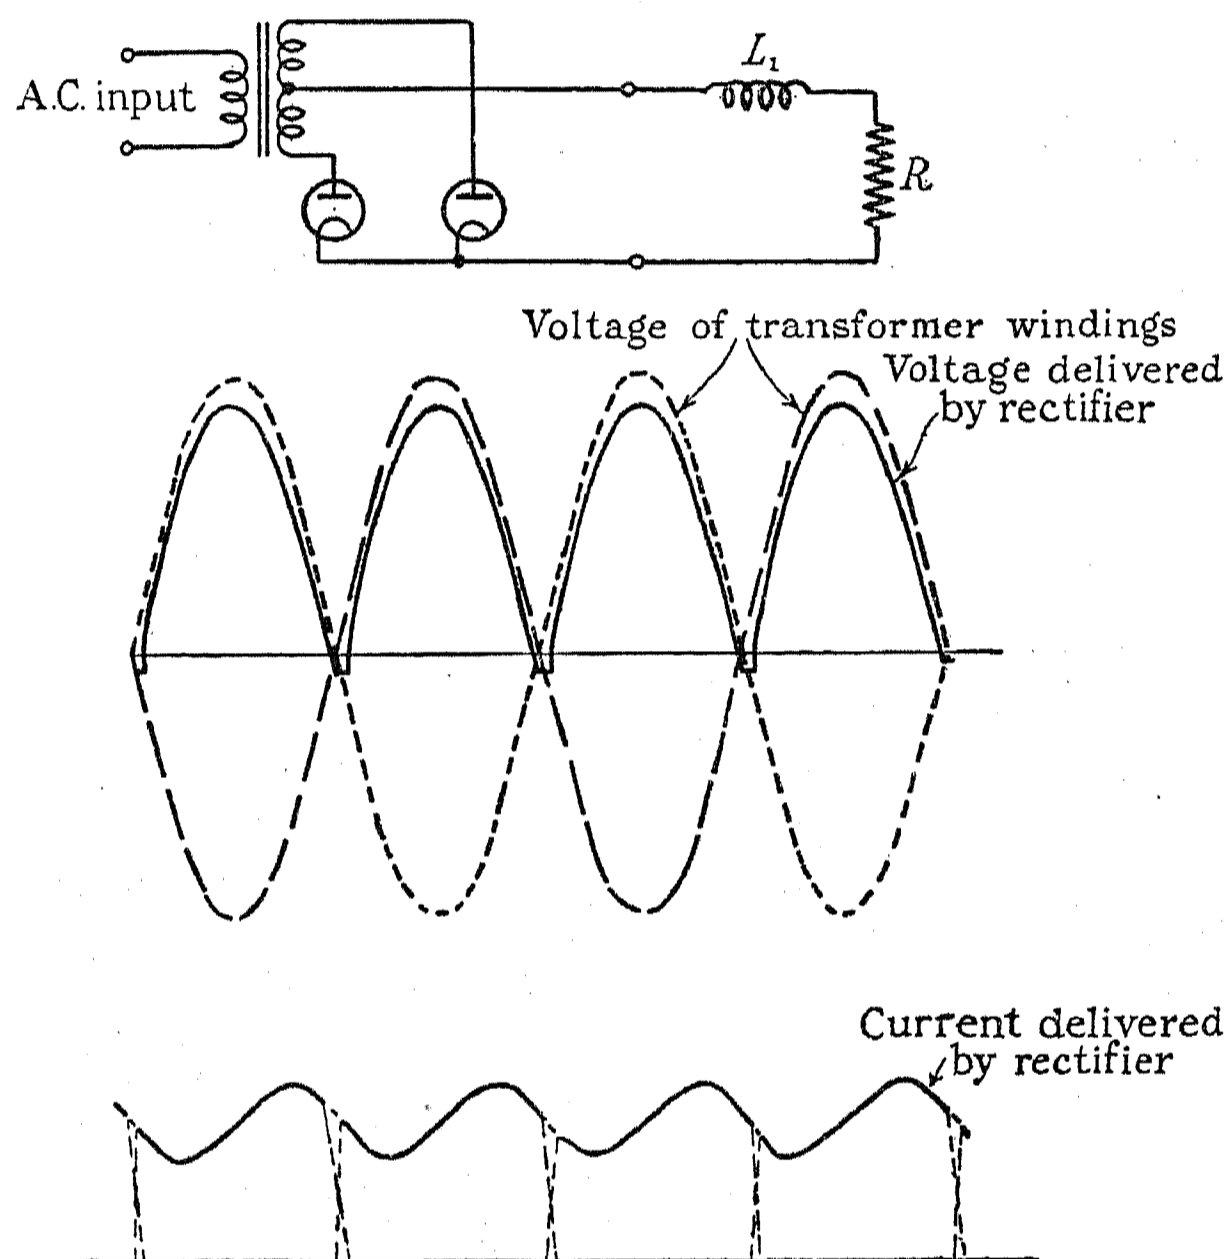 L₁
A.C. input
R
Voltage of transformer windings
Voltage delivered
by rectifier
Current delivered
by rectifier